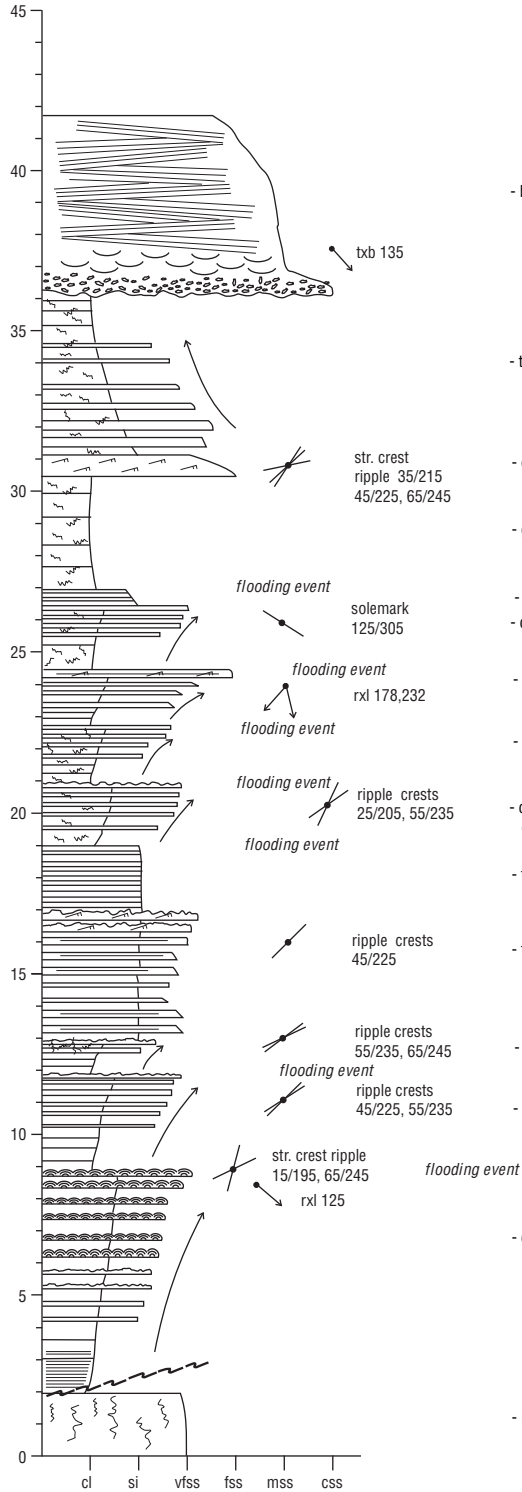 45
40
- l
txb 135
35
- t
str. crest
ripple 35/215
45/225, 65/245
30
flooding event
solemark
125/305
25
flooding event
rxl 178,232
flooding event
flooding event
ripple crests
25/205, 55/235
20
flooding event
ripple crests
45/225
15
ripple crests
55/235, 65/245
flooding event
ripple crests
45/225, 55/235
10
str. crest ripple
15/195, 65/245
flooding event
rxl 125
5
0
cl si vfss fss mss css